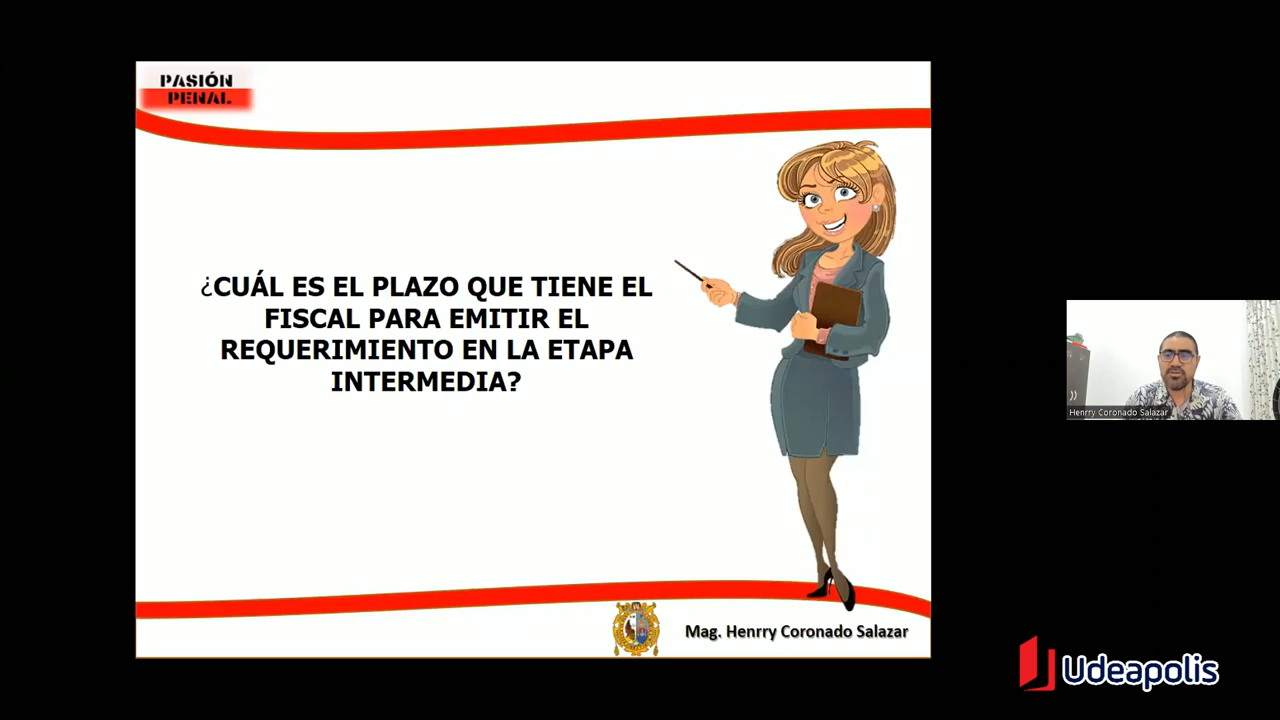 PASIÓN
PENAL
¿CUÁL ES EL PLAZO QUE TIENE EL
FISCAL PARA EMITIR EL
REQUERIMIENTO EN LA ETAPA
INTERMEDIA?
Henrry Coronado Salazar
Mag. Henrry Coronado Salazar
Udeapolis